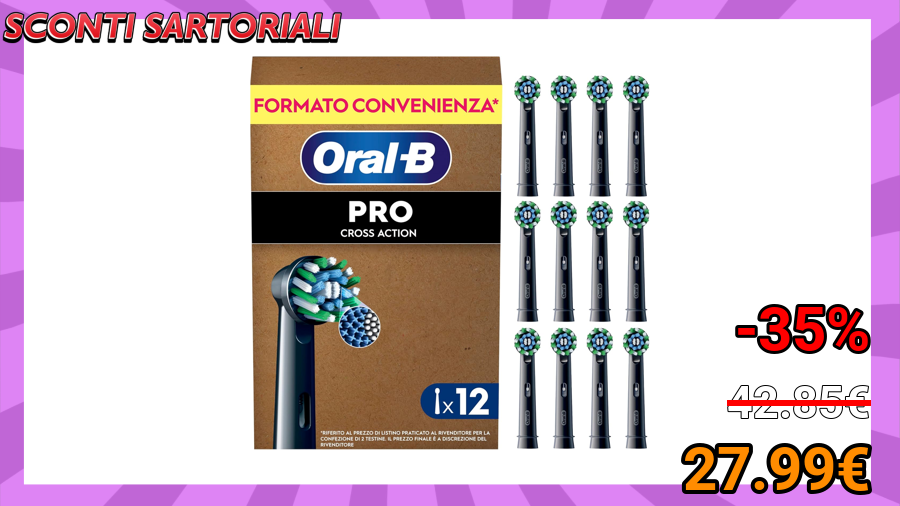 SCONTI SARTORIALI
FORMATO CONVENIENZA*
Oral-B
PRO
CROSS ACTION
x12
*RIFERITO AL PREZZO DI LISTINO PRATICATO AL RIVENDITORE PER LA
CONFEZIONE DI 2 TESTINE. IL PREZZO FINALE È A DISCREZIONE DEL
RIVENDITORE
-35%
42.85€
27.99€